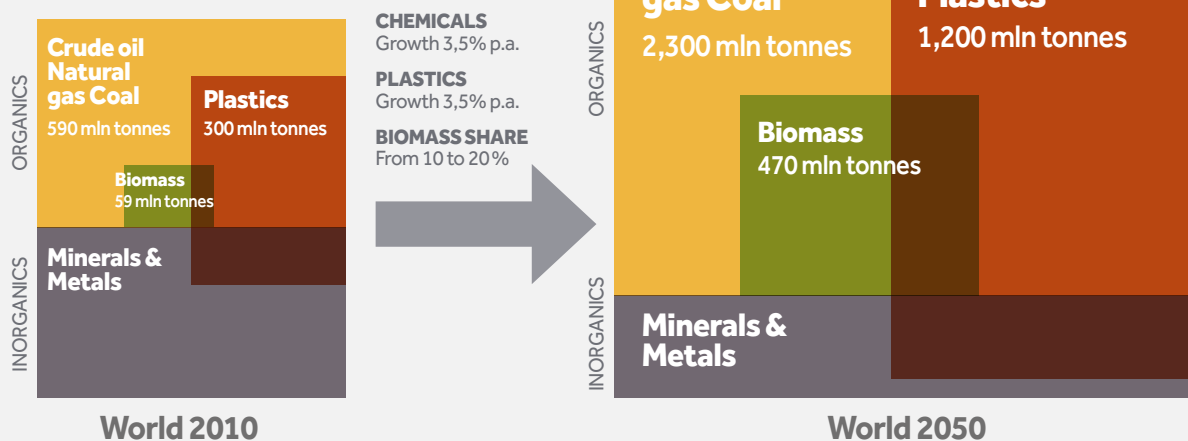 ORGANICS
INORGANICS
Crude oil
Natural
gas Coal
590 mln tonnes
Plastics
300 mln tonnes
Biomass
59 mln tonnes
Minerals &
Metals
World 2010
CHEMICALS
Growth 3,5% p.a.
PLASTICS
Growth 3,5% p.a.
BIOMASS SHARE
From 10 to 20%
ORGANICS
INORGANICS
gas Coal
2,300 mln tonnes
Plastics
1,200 mln tonnes
Biomass
470 mln tonnes
Minerals &
Metals
World 2050